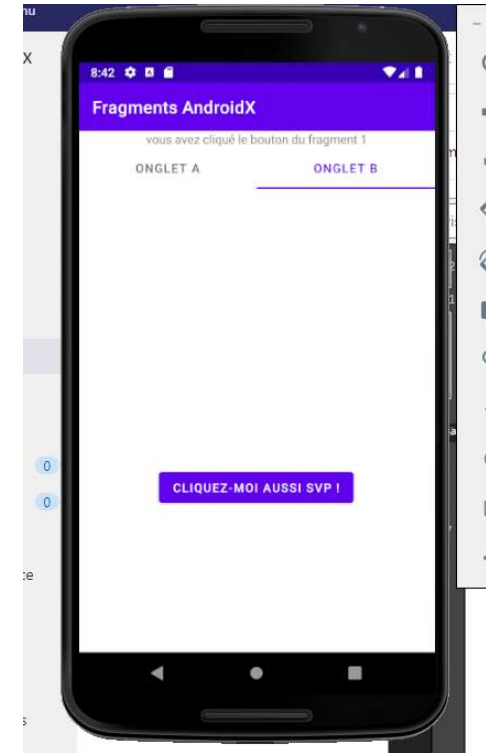 nu
X
8:42
Fragments AndroidX
vous avez cliqué le bouton du fragment 1
ONGLET A
ONGLET B
CLIQUEZ-MOI AUSSI SVP !
0
0